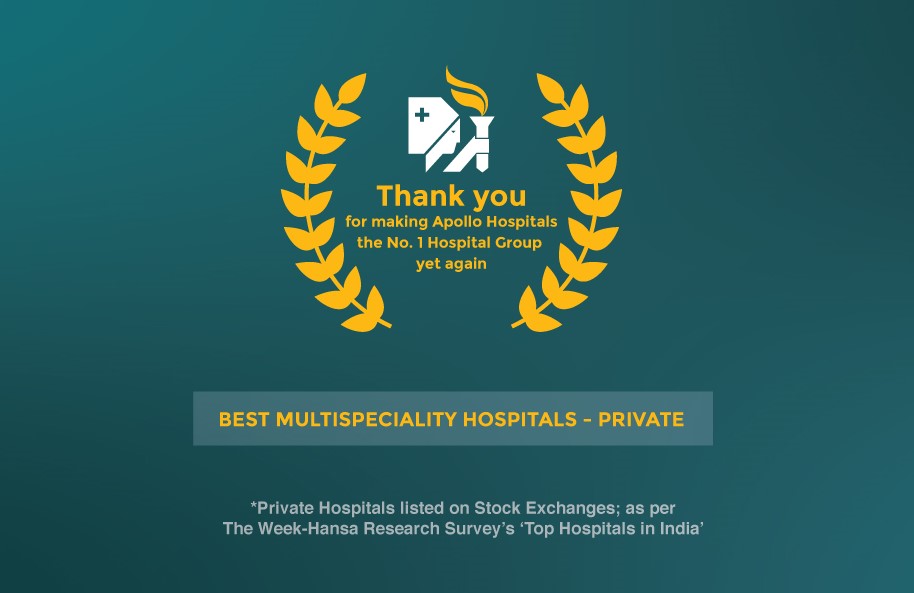 Thank you
for making Apollo Hospitals
the No. 1 Hospital Group
yet again
BEST MULTISPECIALITY HOSPITALS - PRIVATE
*Private Hospitals listed on Stock Exchanges; as per
The Week-Hansa Research Survey's 'Top Hospitals in India'